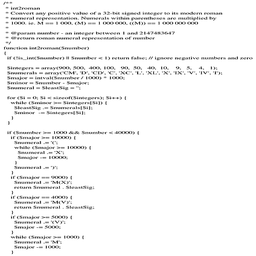 /**
* int2roman
* Convert any positive value of a 32-bit signed integer to its modern roman
* numeral representation. Numerals within parentheses are multiplied by
* 1000. ie. M == 1 000, (M) == 1 000 000, ((M)) == 1 000 000 000
*
* @param number - an integer between 1 and 2147483647
* @return roman numeral representation of number
*/
function int2roman($number)
{
if (!is_int($number) || $number < 1) return false; // ignore negative numbers and zero
$integers = array(900, 500, 400, 100, 90, 50, 40, 10, 9, 5, 4, 1);
$numerals = array('CM', 'D', 'CD', 'C', 'XC', 'L', 'XL', 'X', 'IX', 'V', 'IV', 'I');
$major = intval($number / 1000) * 1000;
$minor = $number - $major;
$numeral = $leastSig = '';
for ($i = 0; $i < sizeof($integers); $i++) {
while ($minor >= $integers[$i]) {
$leastSig .= $numerals[$i];
$minor -= $integers[$i];
}
}
if ($number >= 1000 && $number < 40000) {
if ($major >= 10000) {
$numeral .= '(';
while ($major >= 10000) {
$numeral .= 'X';
$major -= 10000;
}
$numeral .= ')';
}
if ($major == 9000) {
$numeral .= 'M(X)';
return $numeral . $leastSig;
}
if ($major == 4000) {
$numeral .= 'M(V)';
return $numeral . $leastSig;
}
if ($major >= 5000) {
$numeral .= '(V)';
$major -= 5000;
}
while ($major >= 1000) {
$numeral .= 'M';
$major -= 1000;
}